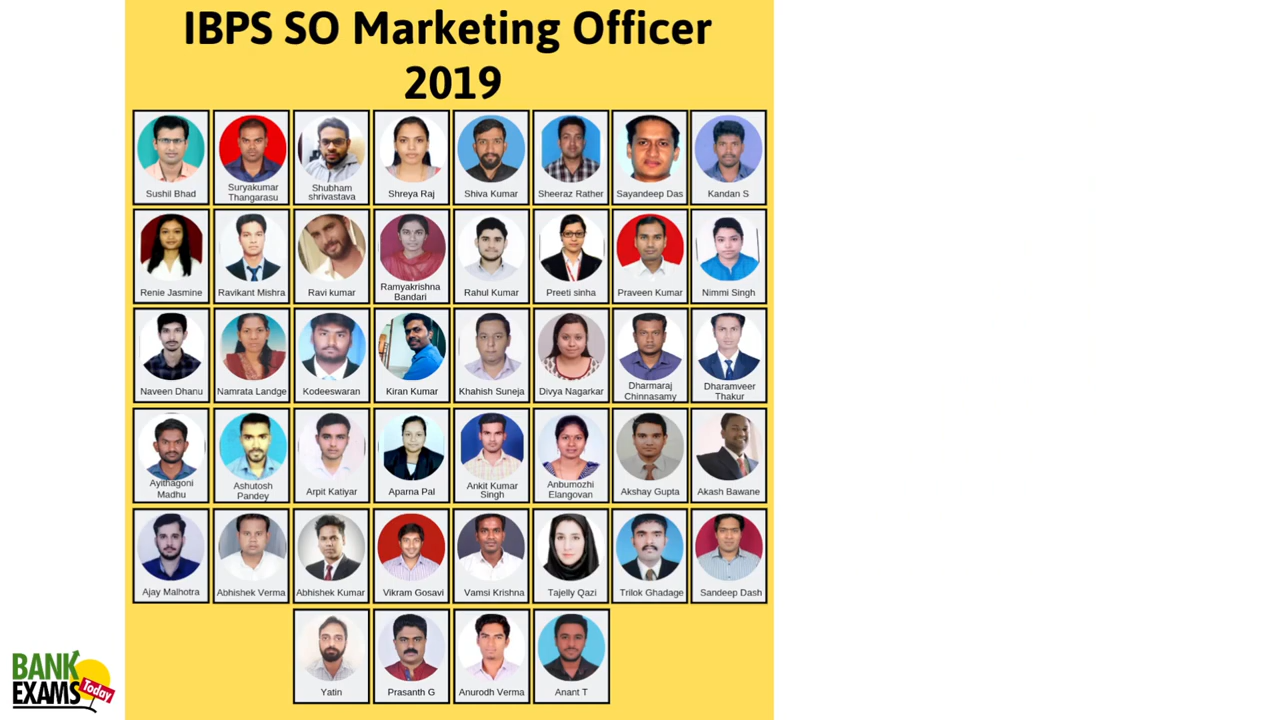 IBPS SO Marketing Officer
2019
Sushil Bhad
Suryakumar
Thangarasu
Shubham
shrivastava
Shreya Raj
Shiva Kumar
Sheeraz Rather
Sayandeep Das
Kandan S
Renie Jasmine
Ravikant Mishra
Ravi kumar
Ramyakrishna
Bandari
Rahul Kumar
Preeti sinha
Praveen Kumar
Nimmi Singh
Naveen Dhanu
Namrata Landge
Kodeeswaran
Kiran Kumar
Khahish Suneja
Divya Nagarkar
Dharmaraj
Chinnasamy
Dharamveer
Thakur
Ayithagoni
Madhu
Ashutosh
Pandey
Arpit Katiyar
Aparna Pal
Ankit Kumar
Singh
Anbumozhi
Elangovan
Akshay Gupta
Akash Bawane
Ajay Malhotra
Abhishek Verma
Abhishek Kumar
Vikram Gosavi
Vamsi Krishna
Tajelly Qazi
Trilok Ghadage
Sandeep Dash
Yatin
Prasanth G
Anurodh Verma
Anant T
BANK
EXAMS
Today